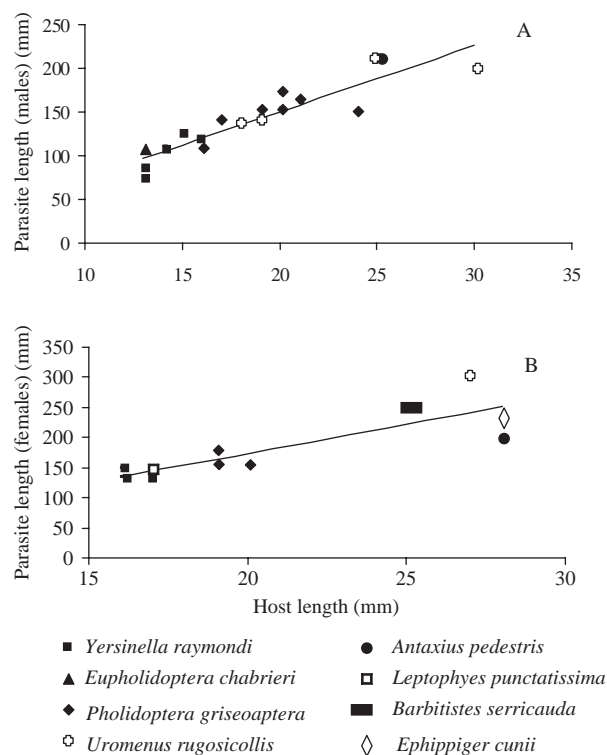 A
Parasite length (males) (mm)
250
200
150
100
50
0
10 15 20 25 30 35
B
Parasite length (females) (mm)
350
300
250
200
150
100
50
0
15 20 25 30
Host length (mm)
Yersinella raymondi
Eupholidoptera chabrieri
Pholidoptera griseoaptera
Uromenus rugosicollis
Antaxius pedestris
Leptophyes punctatissima
Barbitistes serricauda
Ephippiger cunii